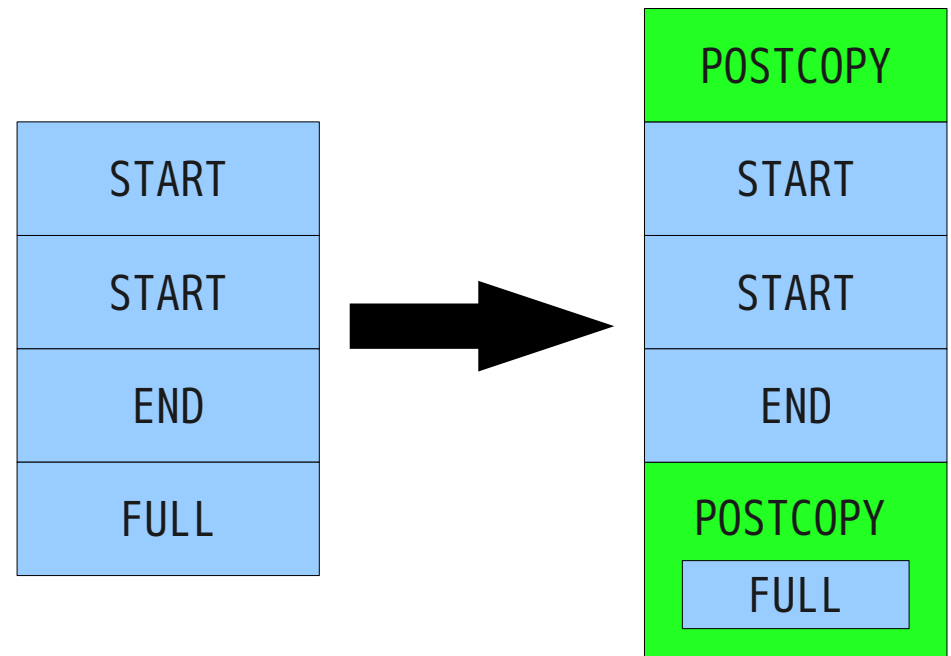 START
START
END
FULL
POSTCOPY
START
START
END
POSTCOPY
FULL